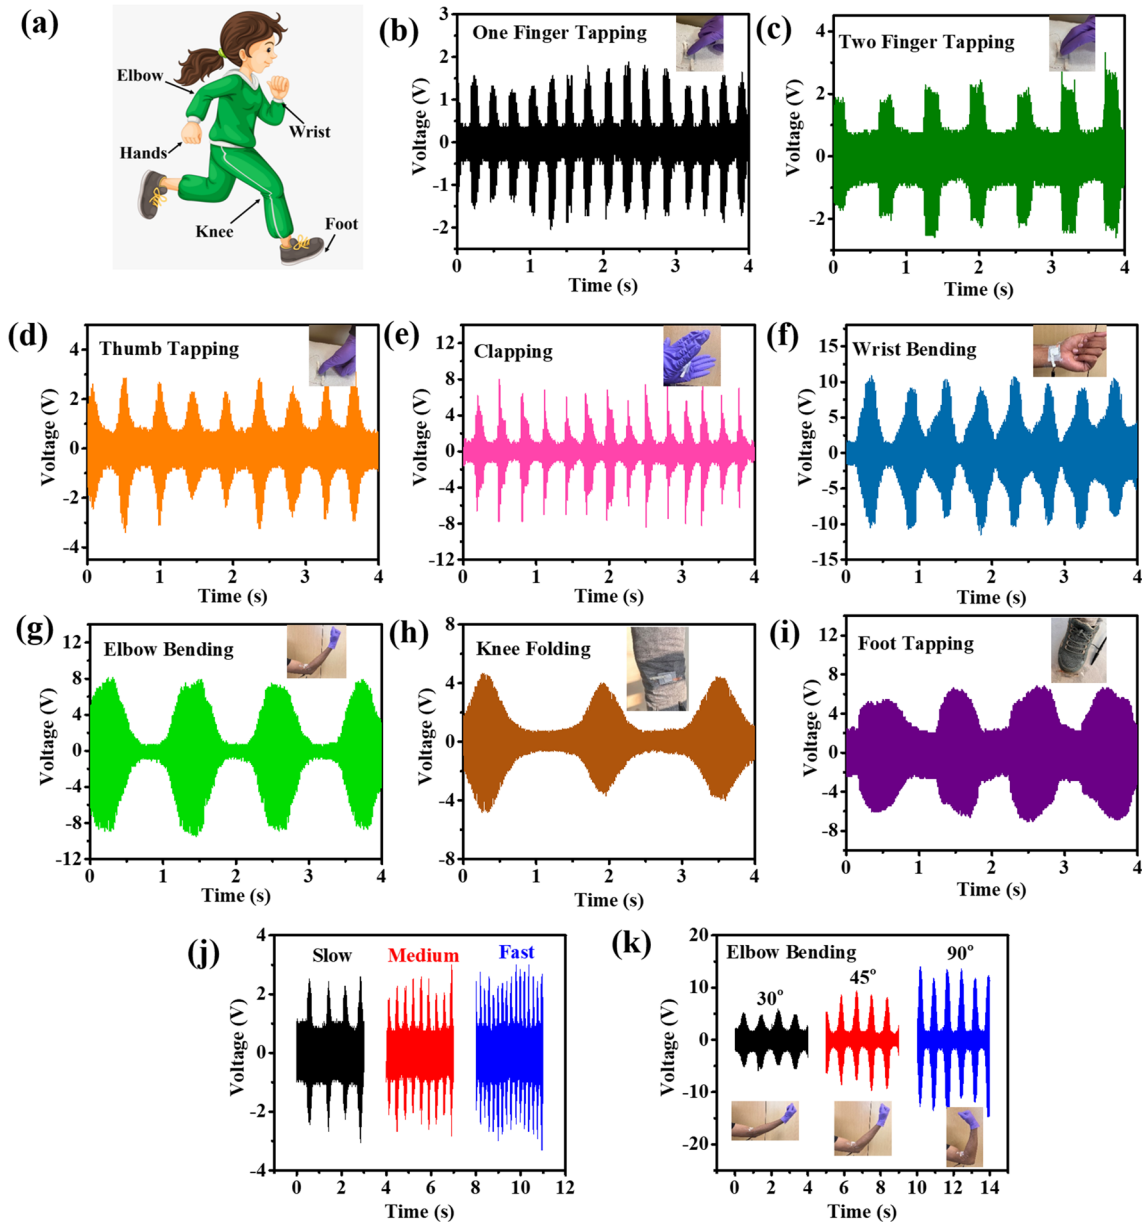 (a)
Elbow
Wrist
Hands
Knee
Foot
(b)
One Finger Tapping
3
2
1
0
-1
-2
Voltage (V)
0 1 2 3 4
Time (s)
(c)
Two Finger Tapping
4
2
0
-2
Voltage (V)
0 1 2 3 4
Time (s)
(d)
Thumb Tapping
4
2
0
-2
-4
Voltage (V)
0 1 2 3 4
Time (s)
(e)
Clapping
12
8
4
0
-4
-8
-12
Voltage (V)
0 1 2 3 4
Time (s)
(f)
Wrist Bending
15
10
5
0
-5
-10
-15
Voltage (V)
0 1 2 3 4
Time (s)
(g)
Elbow Bending
12
8
4
0
-4
-8
-12
Voltage (V)
0 1 2 3 4
Time (s)
(h)
Knee Folding
8
4
0
-4
-8
Voltage (V)
0 1 2 3 4
Time (s)
(i)
Foot Tapping
12
8
4
0
-4
-8
Voltage (V)
0 1 2 3 4
Time (s)
(j)
Slow Medium Fast
4
2
0
-2
-4
Voltage (V)
0 2 4 6 8 10 12
Time (s)
(k)
Elbow Bending
30° 45° 90°
20
10
0
-10
-20
Voltage (V)
0 2 4 6 8 10 12 14
Time (s)